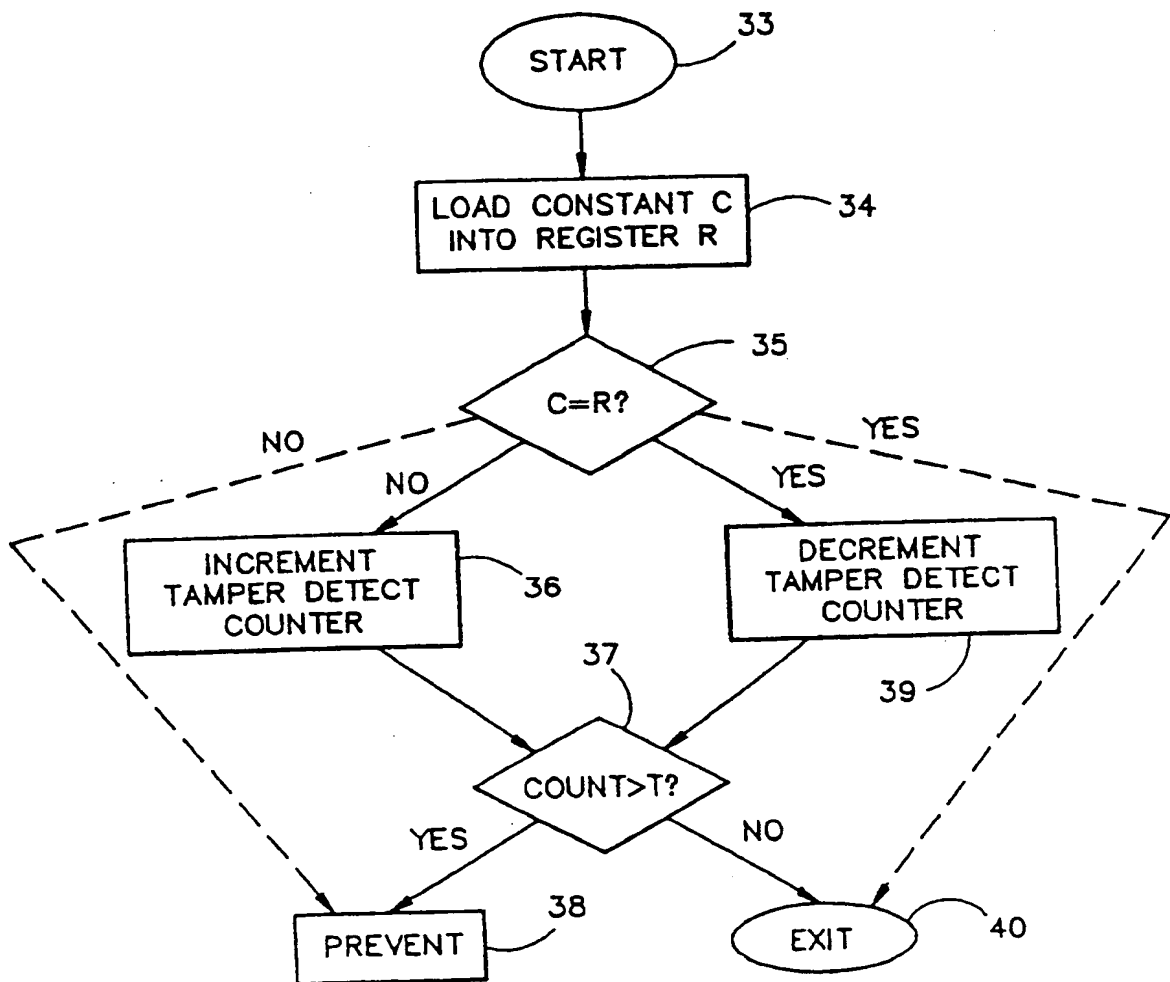 33
START
LOAD CONSTANT C
INTO REGISTER R
34
35
C=R?
NO
YES
NO
YES
INCREMENT
TAMPER DETECT
COUNTER
36
DECREMENT
TAMPER DETECT
COUNTER
39
37
COUNT>T?
YES
NO
PREVENT
38
EXIT
40